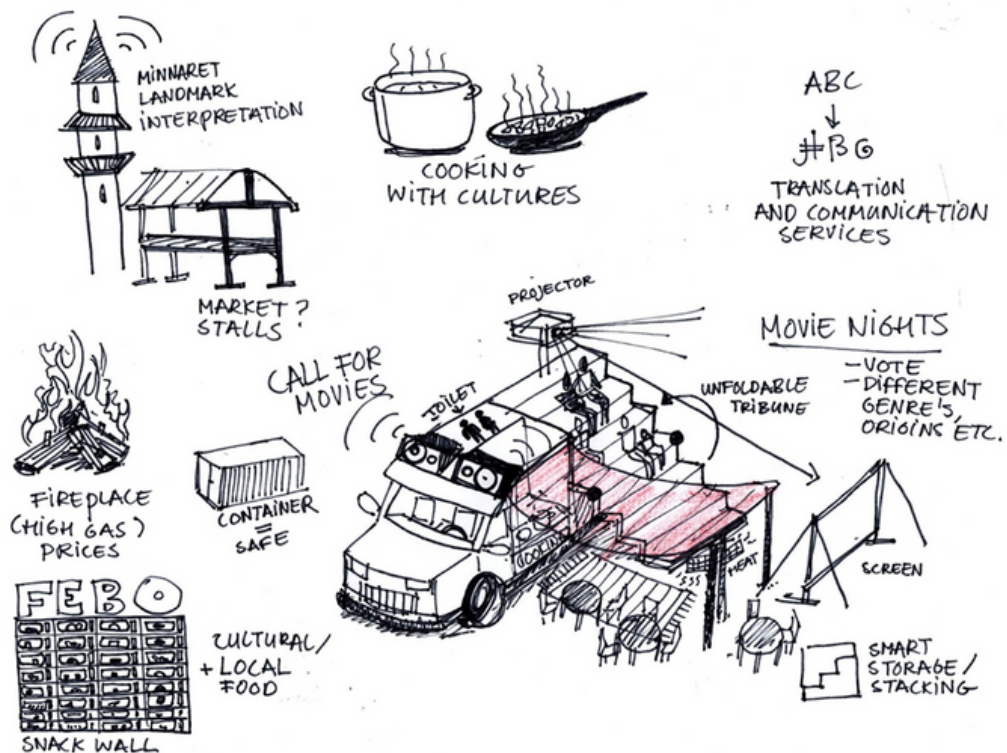 MINNARET
LANDMARK
INTERPRETATION
MARKET ?
STALLS
COOKING
WITH CULTURES
ABC
TRANSLATION
AND COMMUNICATION
SERVICES
PROJECTOR
MOVIE NIGHTS
-VOTE
-DIFFERENT
GENRE'S,
ORIGINS ETC.
CALL FOR
MOVIES
TOILET
UNFOLDABLE
TRIBUNE
FIREPLACE
(HIGH GAS)
PRICES
CONTAINER
=
SAFE
COOKING
MEAT
SCREEN
FEBO
SNACK WALL
CULTURAL/
+ LOCAL
FOOD
SMART
STORAGE/
STACKING